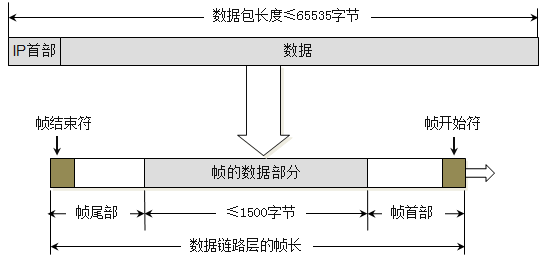 数据包长度≤65535字节
IP首部
数据
帧结束符
帧开始符
帧的数据部分
帧尾部
≤1500字节
帧首部
数据链路层的帧长